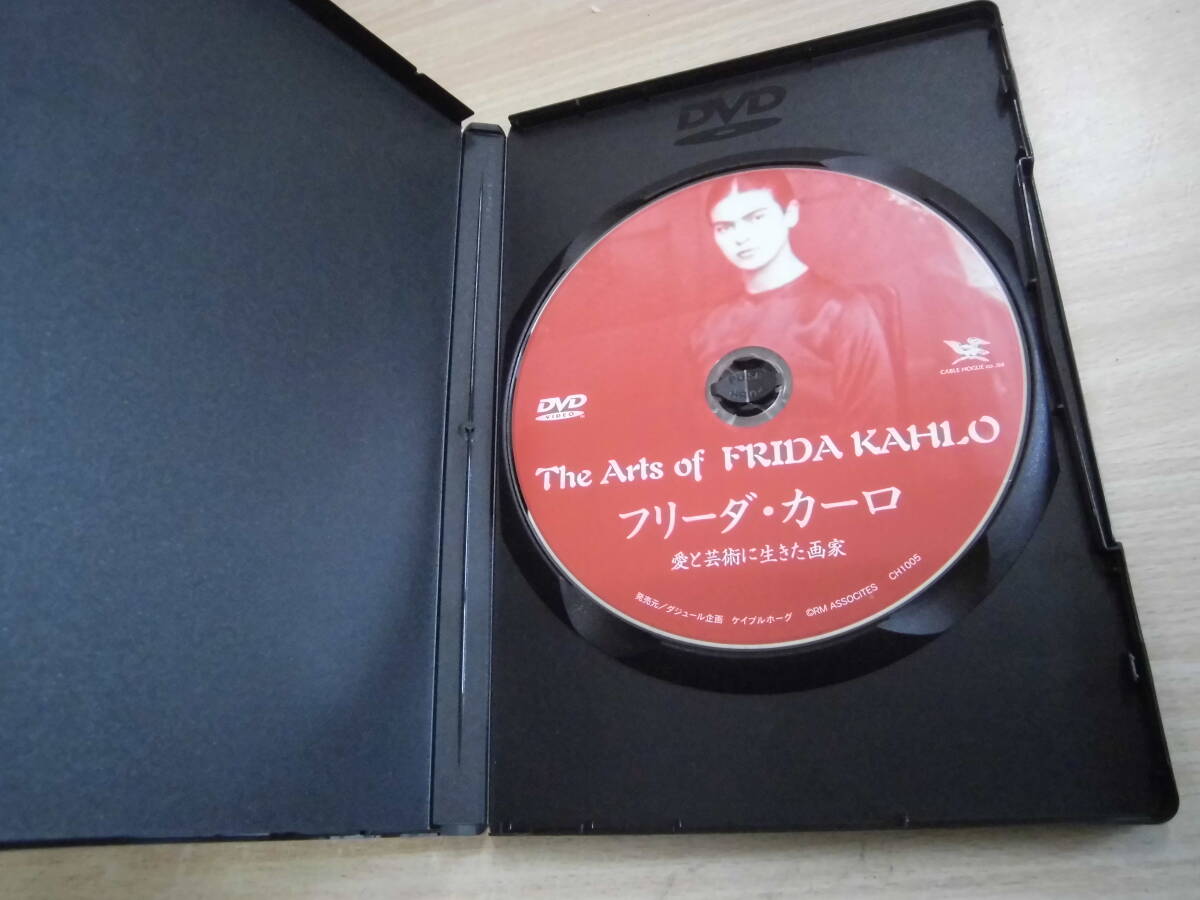 DVD
CABLE HOGUE co., ltd
DVD
VIDEO
The Arts of FRIDA KAHLO
フリーダ・カーロ
愛と芸術に生きた画家
発売元/ダジュール企画 ケイブルホーグ ©RM ASSOCITES CH1005